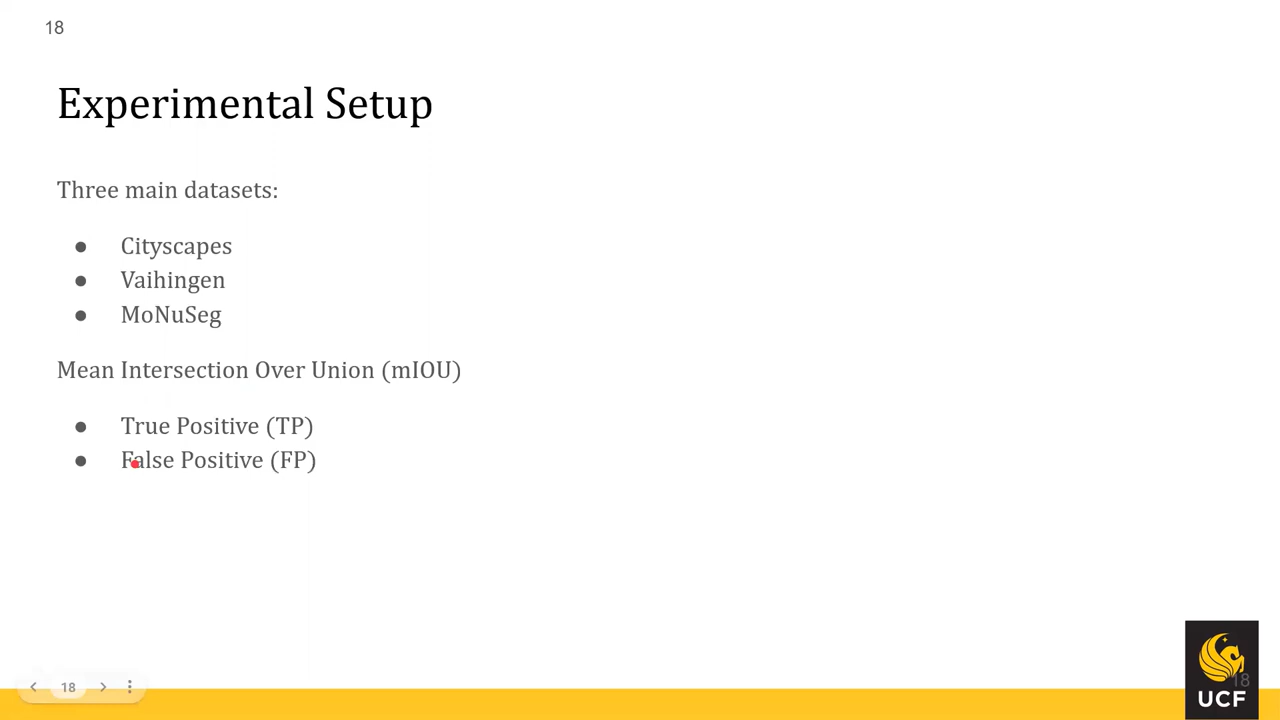 18
Experimental Setup
Three main datasets:
● Cityscapes
● Vaihingen
● MoNuSeg
Mean Intersection Over Union (mIOU)
● True Positive (TP)
● False Positive (FP)
18
18
UCF